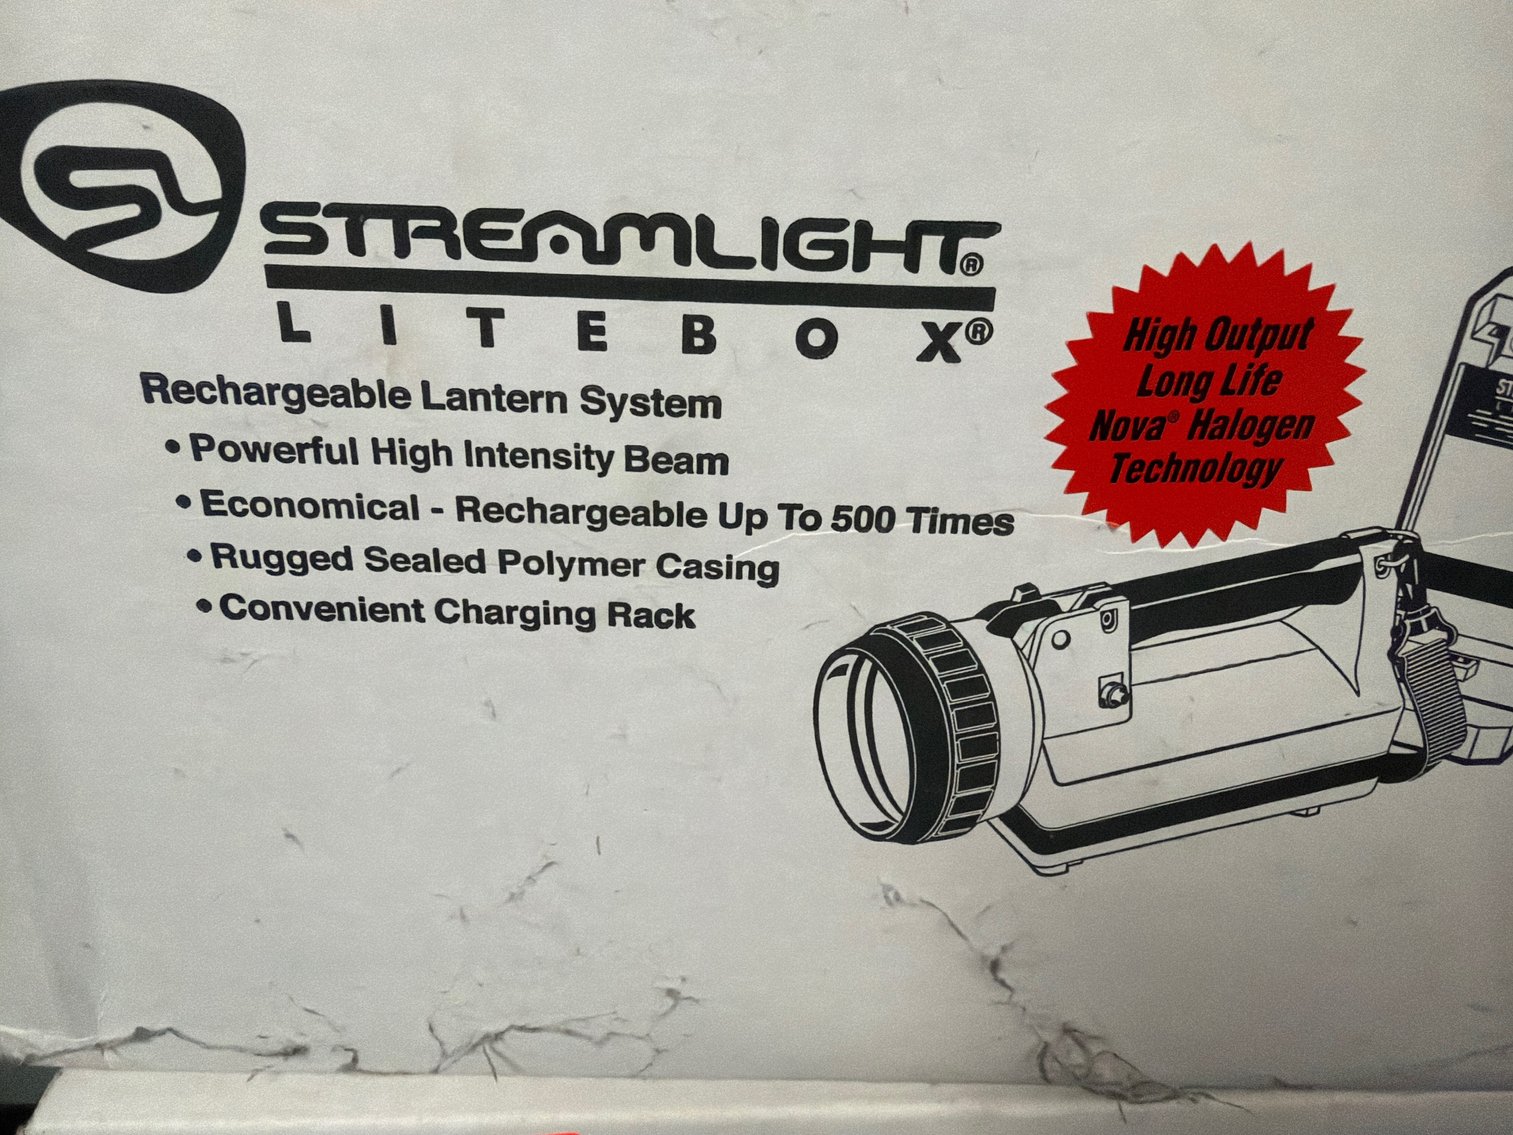 SL
STREAMLIGHT®
LITEBOX®
Rechargeable Lantern System
• Powerful High Intensity Beam
• Economical - Rechargeable Up To 500 Times
• Rugged Sealed Polymer Casing
• Convenient Charging Rack
High Output
Long Life
Nova® Halogen
Technology